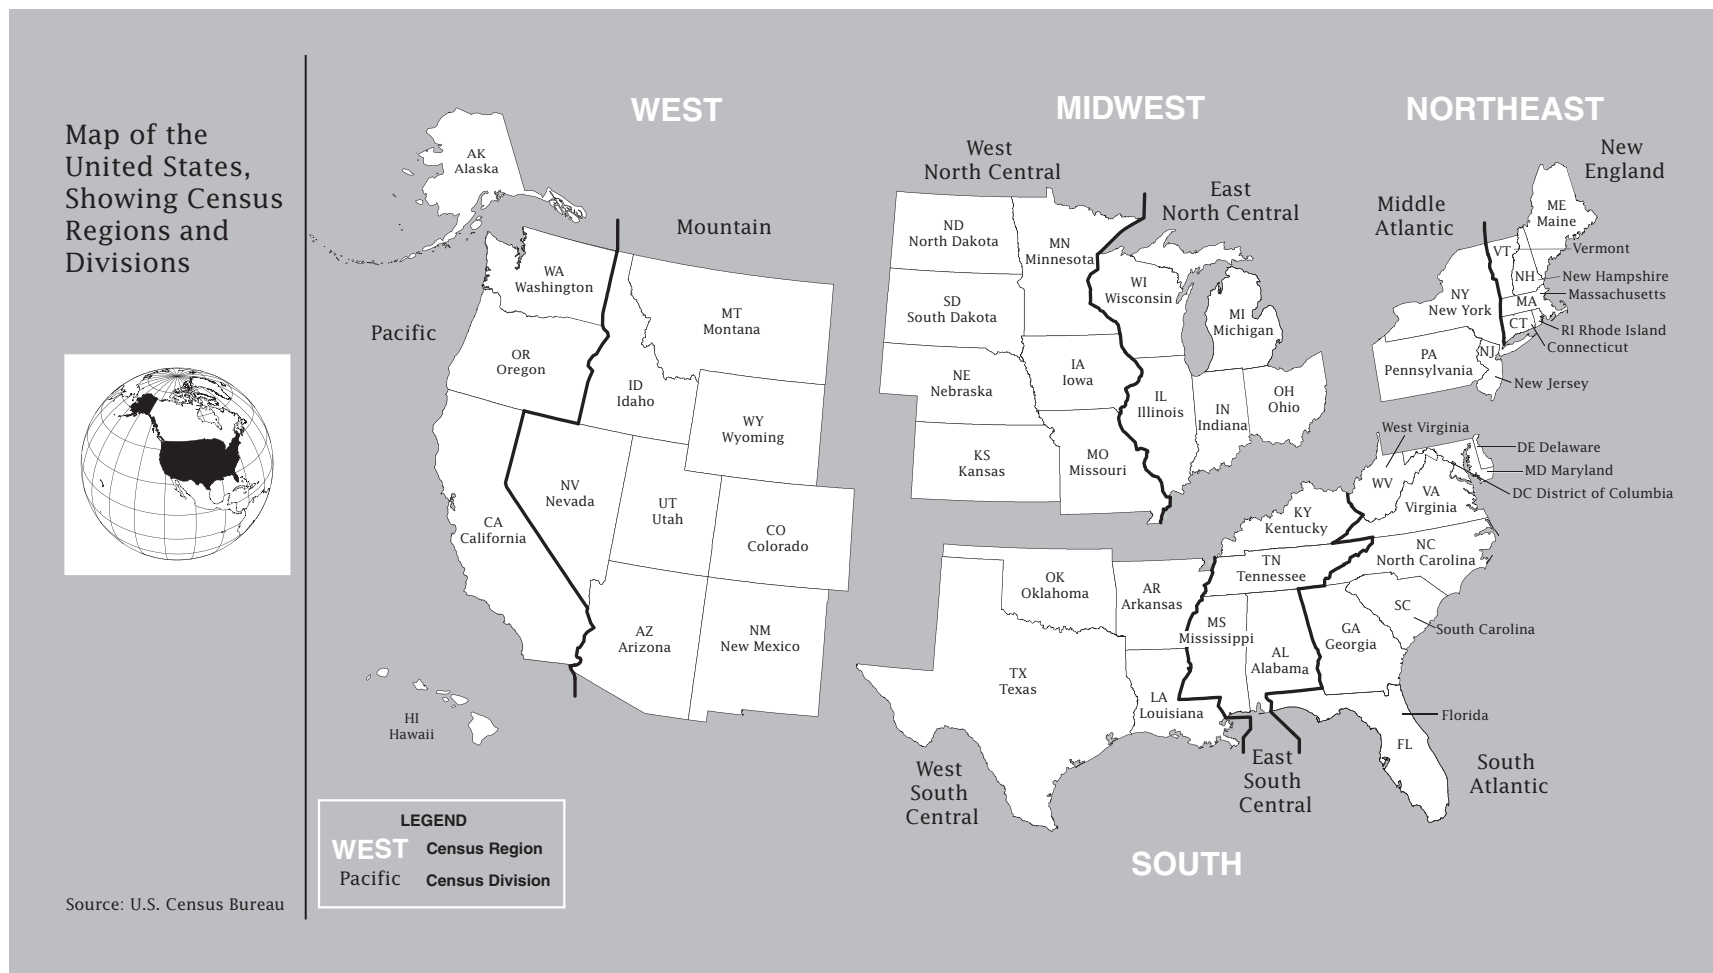 Map of the
United States,
Showing Census
Regions and
Divisions
Source: U.S. Census Bureau
WEST
Pacific
Mountain
AK
Alaska
WA
Washington
OR
Oregon
CA
California
HI
Hawaii
MT
Montana
ID
Idaho
WY
Wyoming
NV
Nevada
UT
Utah
CO
Colorado
AZ
Arizona
NM
New Mexico
LEGEND
WEST Census Region
Pacific Census Division
MIDWEST
West
North Central
East
North Central
ND
North Dakota
MN
Minnesota
SD
South Dakota
NE
Nebraska
IA
Iowa
KS
Kansas
MO
Missouri
WI
Wisconsin
MI
Michigan
IL
Illinois
IN
Indiana
OH
Ohio
NORTHEAST
New
England
Middle
Atlantic
ME
Maine
VT
Vermont
NH
New Hampshire
MA
Massachusetts
RI Rhode Island
CT
Connecticut
NY
New York
PA
Pennsylvania
NJ
New Jersey
West Virginia
WV
DE Delaware
MD Maryland
DC District of Columbia
VA
Virginia
KY
Kentucky
TN
Tennessee
NC
North Carolina
SC
South Carolina
GA
Georgia
FL
Florida
OK
Oklahoma
AR
Arkansas
MS
Mississippi
AL
Alabama
TX
Texas
LA
Louisiana
West
South
Central
East
South
Central
South
Atlantic
SOUTH